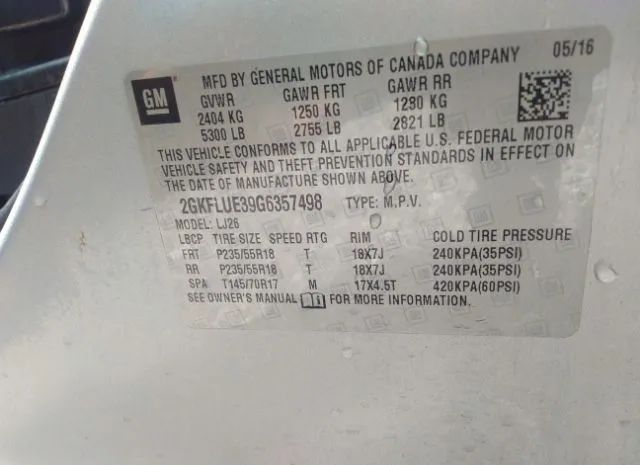 GM
MFD BY GENERAL MOTORS OF CANADA COMPANY 05/16
GVWR GAWR FRT GAWR RR
2404 KG 1250 KG 1280 KG
5300 LB 2755 LB 2821 LB
THIS VEHICLE CONFORMS TO ALL APPLICABLE U.S. FEDERAL MOTOR
VEHICLE SAFETY AND THEFT PREVENTION STANDARDS IN EFFECT ON
THE DATE OF MANUFACTURE SHOWN ABOVE.
2GKFLUE39G6357498 TYPE: M.P.V.
MODEL: LJ26
LBCP TIRE SIZE SPEED RTG RIM COLD TIRE PRESSURE
FRT P235/55R18 T 18X7J 240KPA(35PSI)
RR P235/55R18 T 18X7J 240KPA(35PSI)
SPA T145/70R17 M 17X4.5T 420KPA(60PSI)
SEE OWNER'S MANUAL FOR MORE INFORMATION.